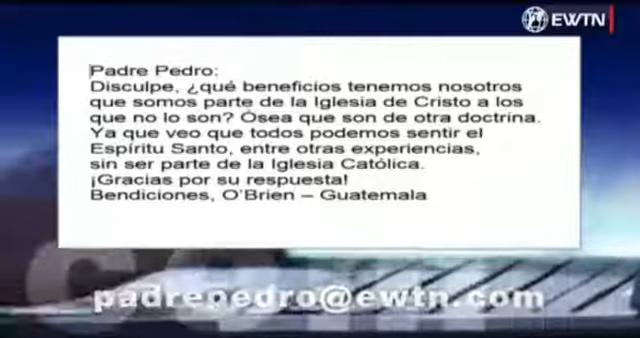 EWTN
Padre Pedro:
Disculpe, ¿qué beneficios tenemos nosotros
que somos parte de la Iglesia de Cristo a los
que no lo son? Ósea que son de otra doctrina.
Ya que veo que todos podemos sentir el
Espíritu Santo, entre otras experiencias,
sin ser parte de la Iglesia Católica.
¡Gracias por su respuesta!
Bendiciones, O'Brien – Guatemala
padrepedro@ewtn.com